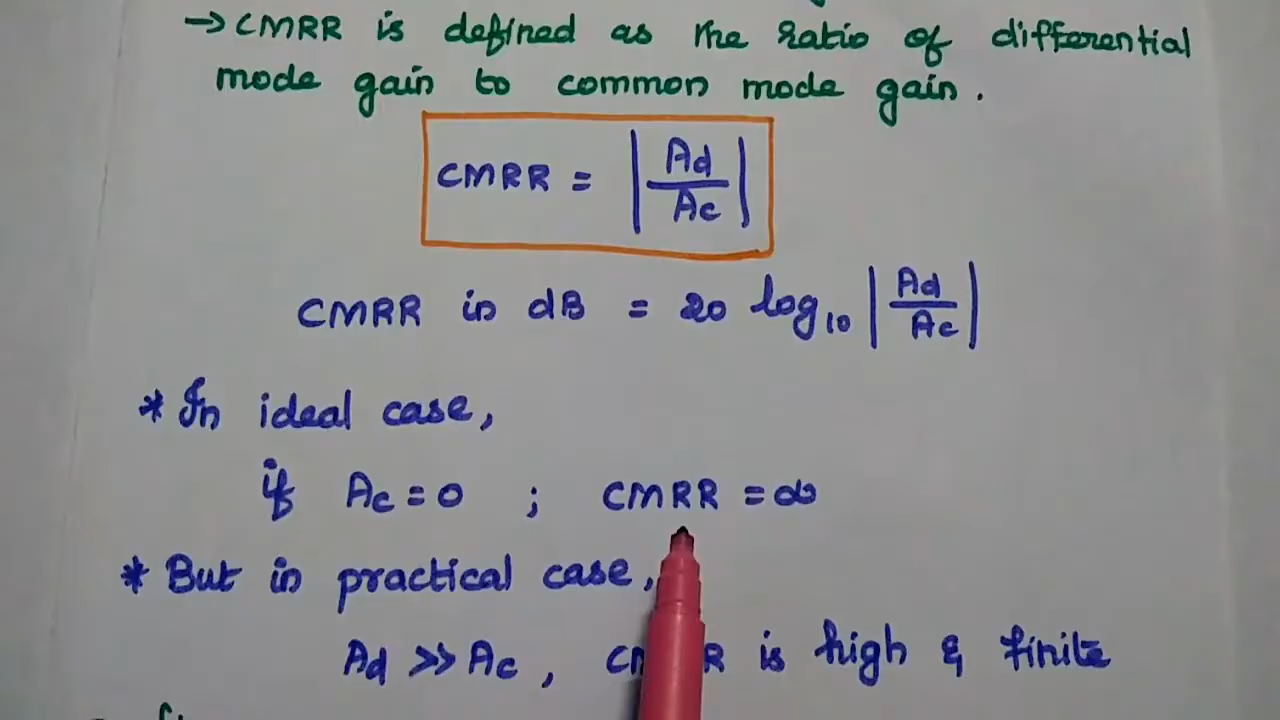 → CMRR is defined as the ratio of differential
mode gain to common mode gain.
CMRR = |Ad/Ac|
CMRR in dB = 20 log₁₀ |Ad/Ac|
* In ideal case,
if Ac = 0 ; CMRR = ∞
* But in practical case,
Ad >> Ac, is high & finite